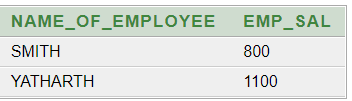 NAME_OF_EMPLOYEE EMP_SAL
SMITH 800
YATHARTH 1100